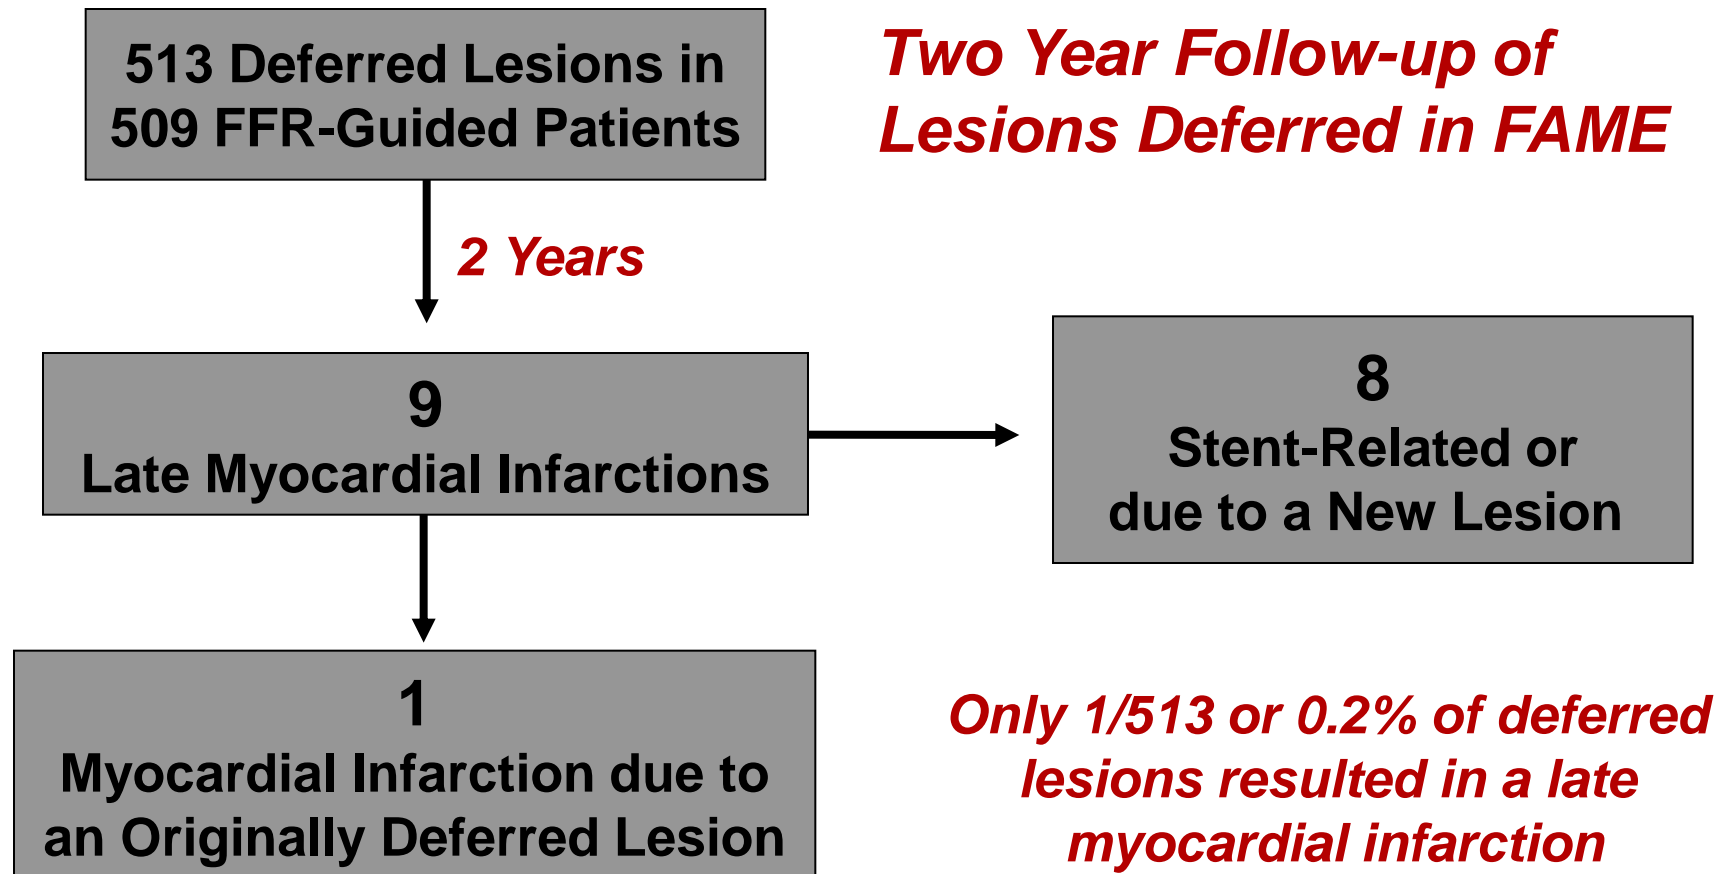 513 Deferred Lesions in
509 FFR-Guided Patients
Two Year Follow-up of
Lesions Deferred in FAME
2 Years
9
Late Myocardial Infarctions
8
Stent-Related or
due to a New Lesion
1
Myocardial Infarction due to
an Originally Deferred Lesion
Only 1/513 or 0.2% of deferred
lesions resulted in a late
myocardial infarction